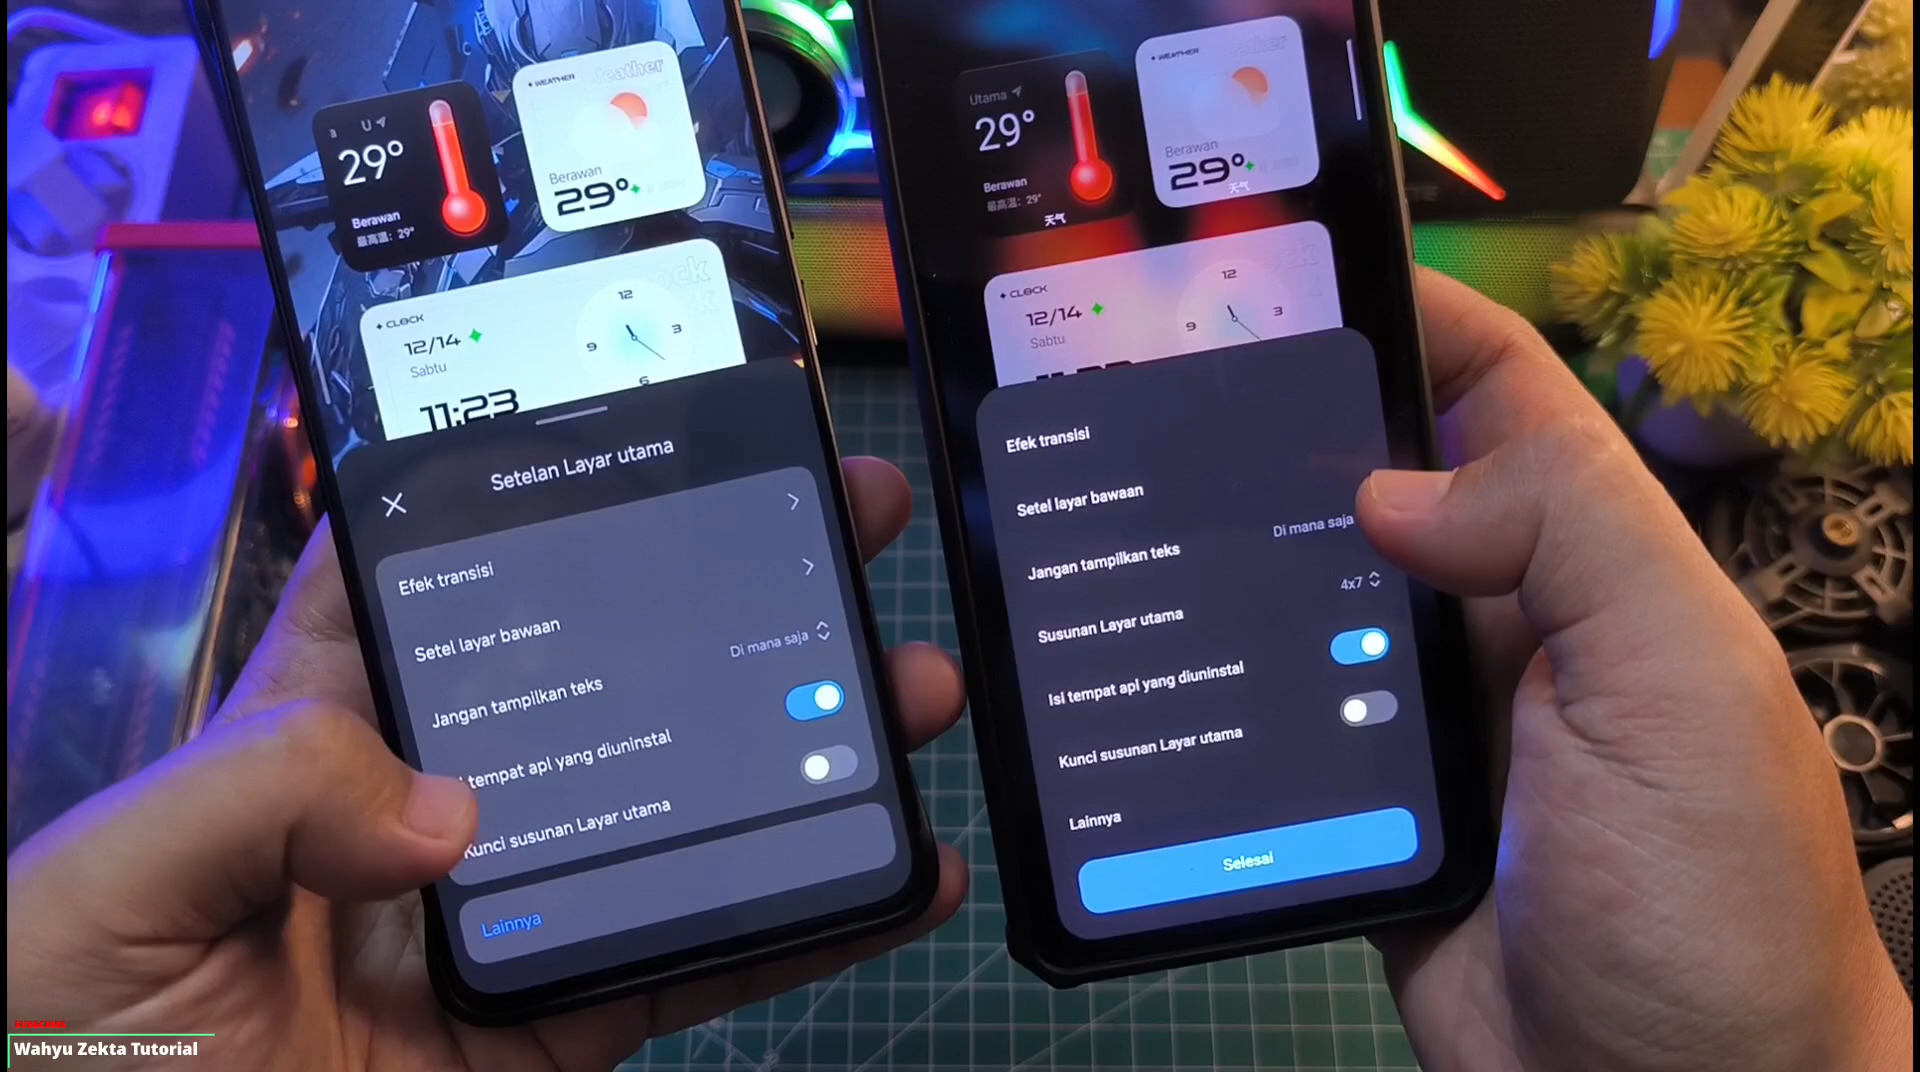 WEATHER
Weather
U
29°
Berawan
最高温: 29°
Berawan
29°
CLOCK
12/14
Sabtu
11:23
12
3
6
9
Setelan Layar utama
Efek transisi
Setel layar bawaan
Jangan tampilkan teks
Di mana saja
tempat apl yang diuninstal
Kunci susunan Layar utama
Lainnya
Utama
29°
Berawan
最高温: 29°
天气
WEATHER
Berawan
29°
天气
CLOCK
12/14
Sabtu
12
3
9
Efek transisi
Setel layar bawaan
Jangan tampilkan teks
Di mana saja
Susunan Layar utama
4x7
Isi tempat apl yang diuninstal
Kunci susunan Layar utama
Lainnya
Selesai
Wahyu Zekta Tutorial